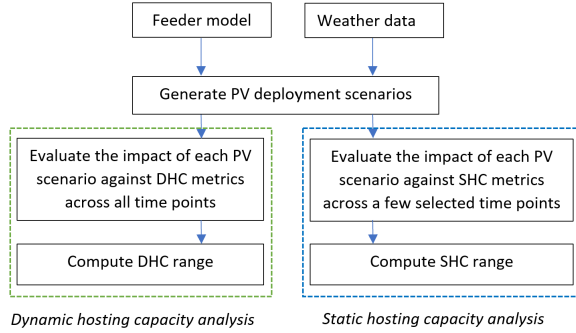 Feeder model
Weather data
Generate PV deployment scenarios
Evaluate the impact of each PV
scenario against DHC metrics
across all time points
Compute DHC range
Dynamic hosting capacity analysis
Evaluate the impact of each PV
scenario against SHC metrics
across a few selected time points
Compute SHC range
Static hosting capacity analysis